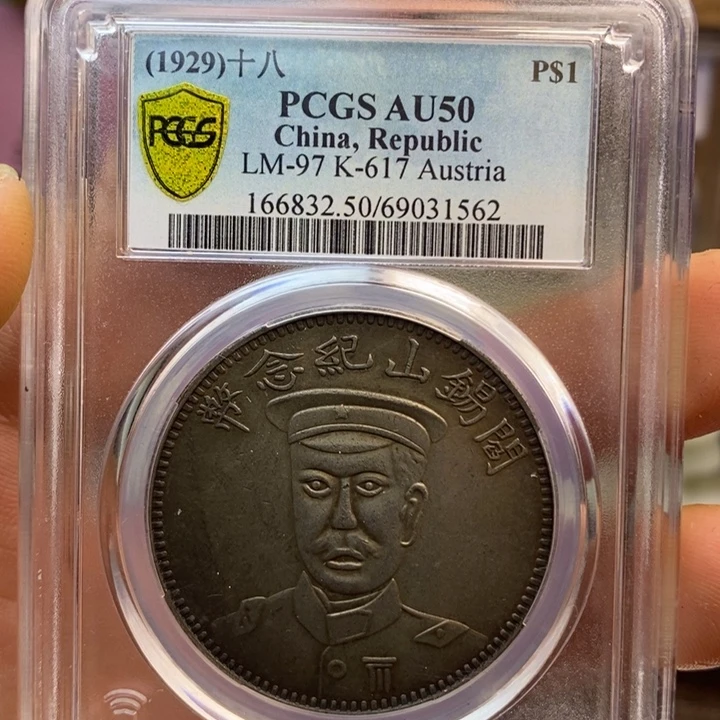 (1929)十八 P$1
PCGS AU50
China, Republic
LM-97 K-617 Austria
166832.50/69031562
PCGS
閻錫山紀念幣